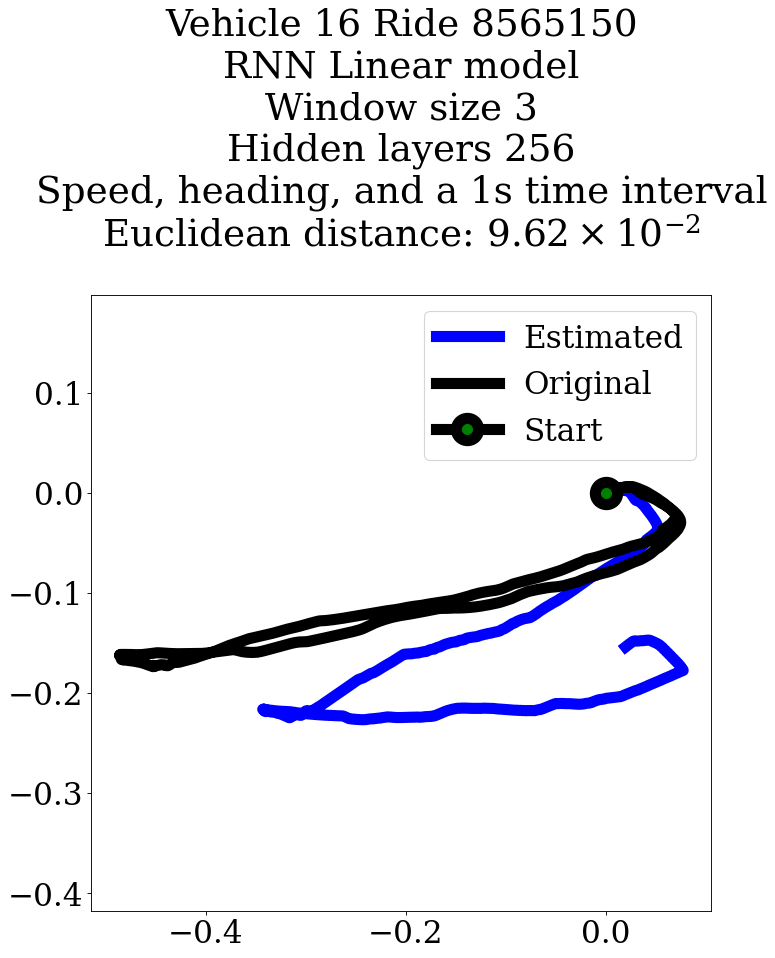 Vehicle 16 Ride 8565150
RNN Linear model
Window size 3
Hidden layers 256
Speed, heading, and a 1s time interval
Euclidean distance: 9.62 × 10⁻²
Estimated
Original
Start
0.1
0.0
−0.1
−0.2
−0.3
−0.4
−0.4 −0.2 0.0